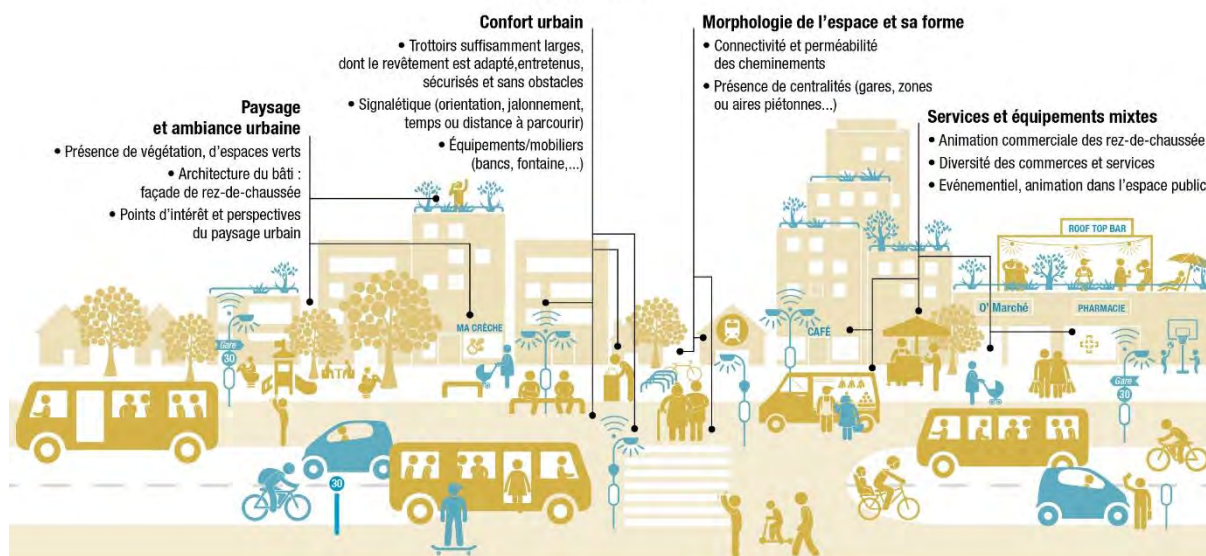 Confort urbain
• Trottoirs suffisamment larges,
dont le revêtement est adapté,entretenus,
sécurisés et sans obstacles
• Signalétique (orientation, jalonnement,
temps ou distance à parcourir)
• Équipements/mobiliers
(bancs, fontaine,...)
Morphologie de l'espace et sa forme
• Connectivité et perméabilité
des cheminements
• Présence de centralités (gares, zones
ou aires piétonnes...)
Paysage
et ambiance urbaine
• Présence de végétation, d'espaces verts
• Architecture du bâti :
façade de rez-de-chaussée
• Points d'intérêt et perspectives
du paysage urbain
Services et équipements mixtes
• Animation commerciale des rez-de-chaussée
• Diversité des commerces et services
• Evénementiel, animation dans l'espace public
ROOF TOP BAR
MA CRÈCHE
CAFÉ
O' Marché
PHARMACIE
Gare
30
Gare
30
30